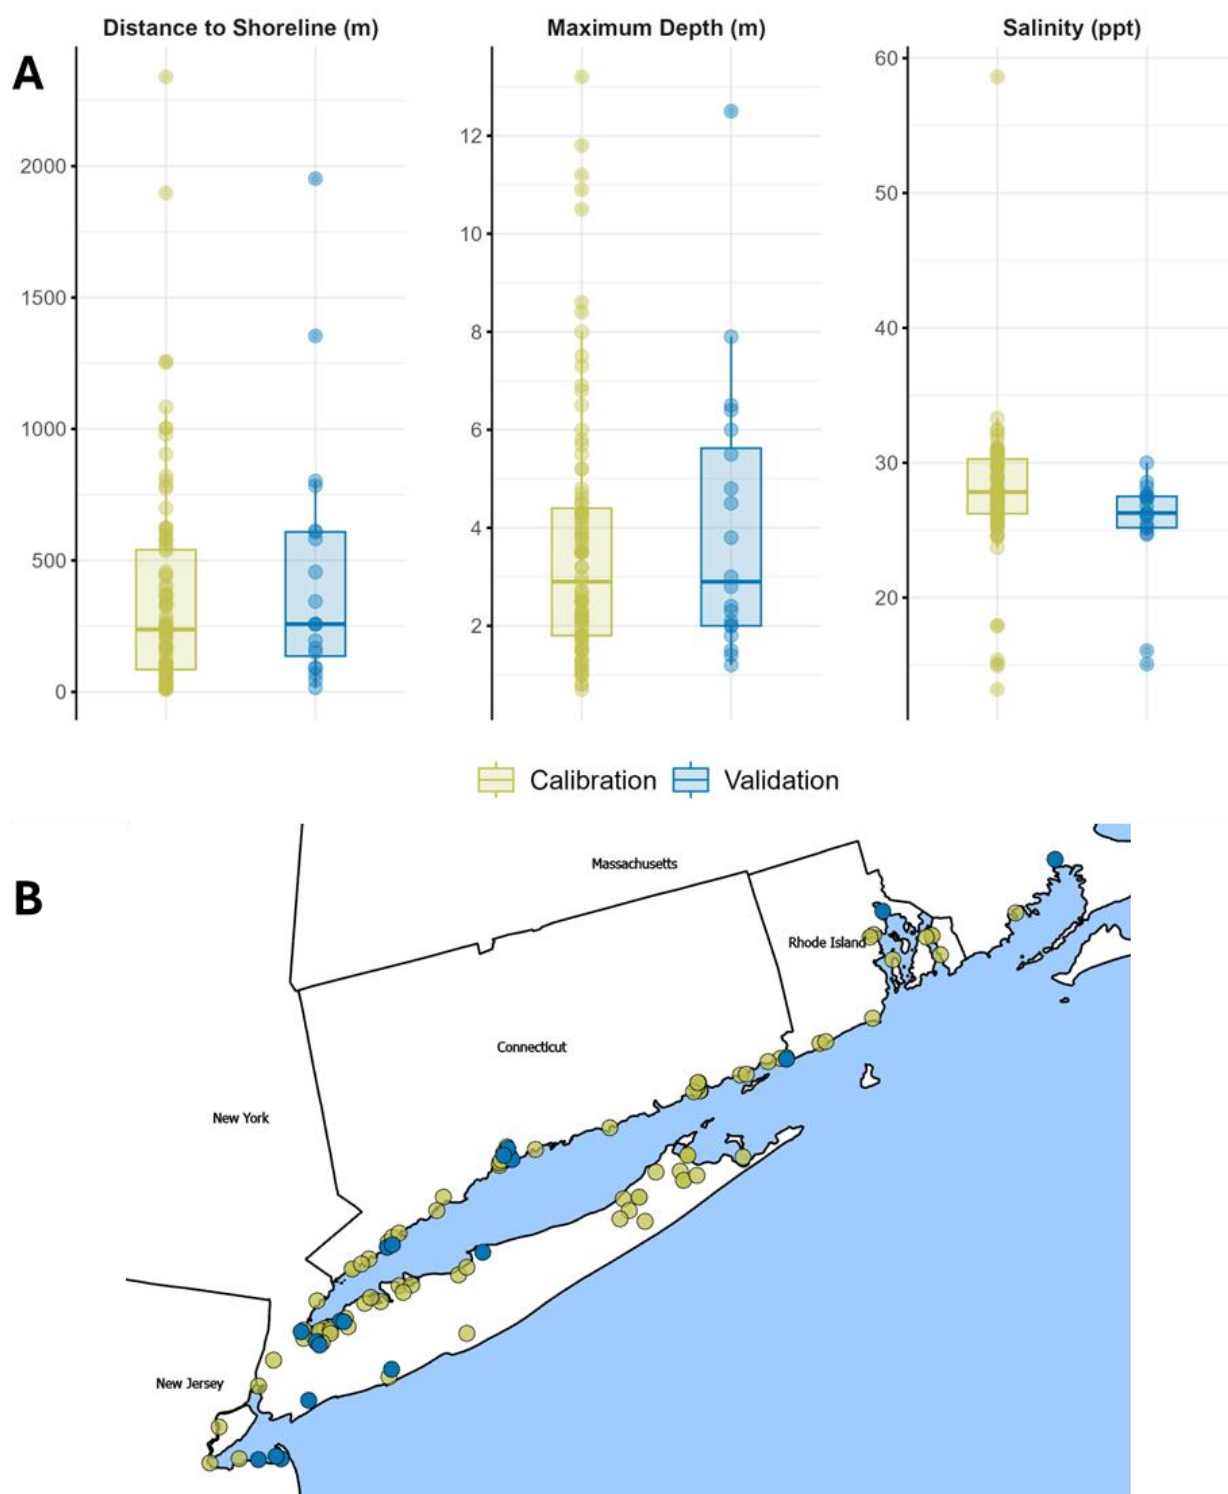 A
Distance to Shoreline (m)
2000
1500
1000
500
0
Maximum Depth (m)
12
10
8
6
4
2
Salinity (ppt)
60
50
40
30
20
Calibration
Validation
B
Massachusetts
Rhode Island
Connecticut
New York
New Jersey